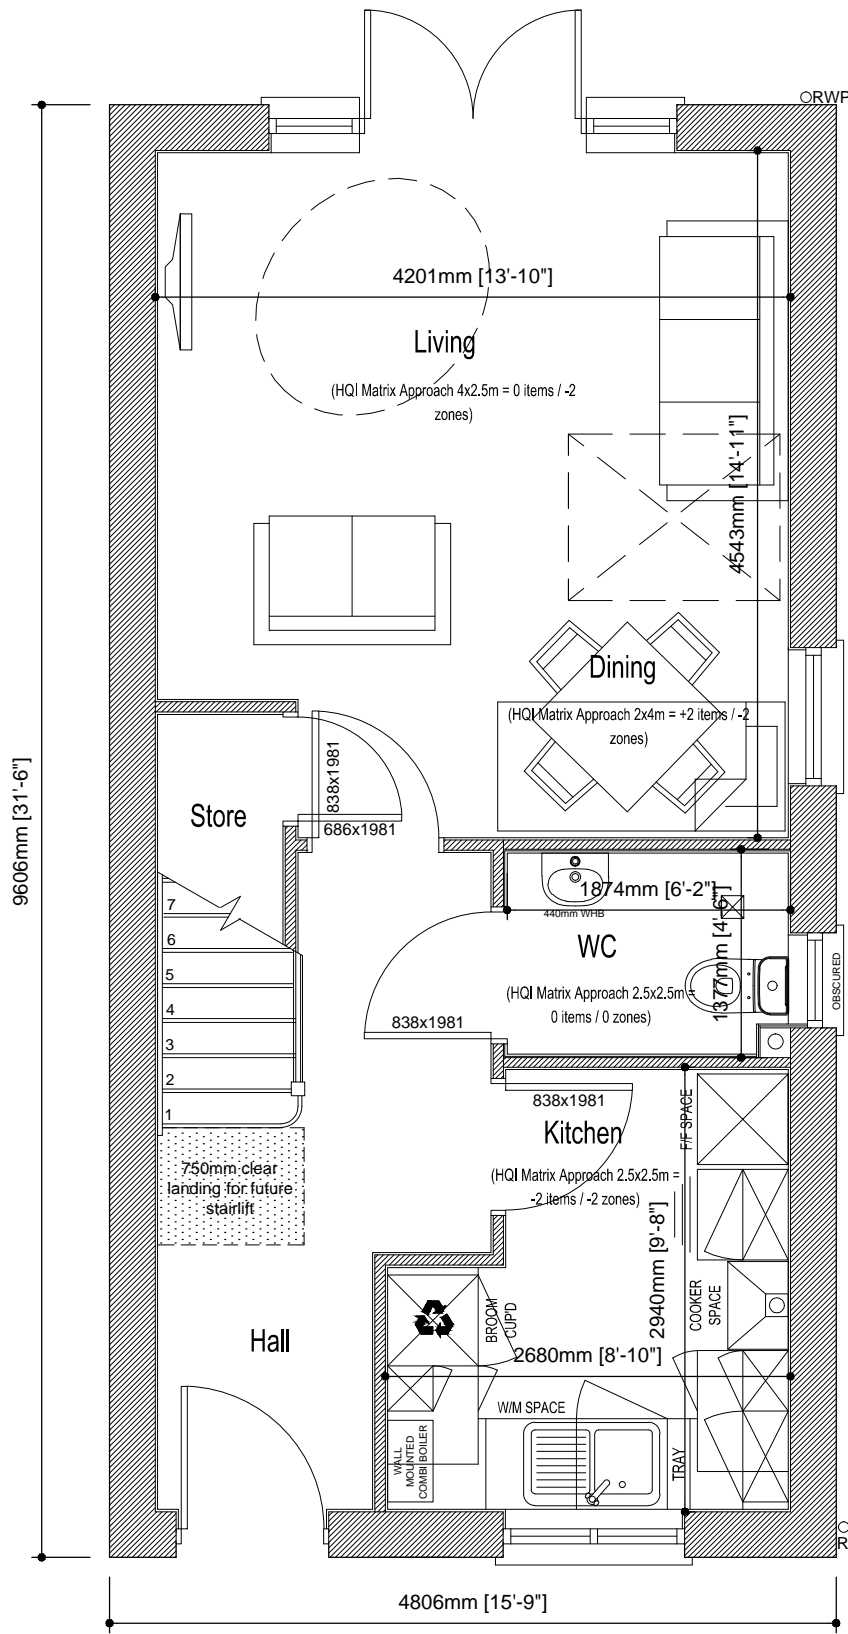 RWP
4201mm [13'-10"]
Living
(HQI Matrix Approach 4x2.5m = 0 items / -2
zones)
4543mm [14'-11"]
Dining
(HQI Matrix Approach 2x4m = +2 items / -2
zones)
9606mm [31'-6"]
838x1981
686x1981
Store
1874mm [6'-2"]
440mm WHB
1377mm [4'-6"]
WC
(HQI Matrix Approach 2.5x2.5m =
0 items / 0 zones)
OBSCURED
838x1981
7
6
5
4
3
2
1
838x1981
F/F SPACE
Kitchen
(HQI Matrix Approach 2.5x2.5m =
-2 items / -2 zones)
750mm clear
landing for future
stairlift
2940mm [9'-8"]
COOKER
SPACE
BROOM
CUP'D
Hall
2680mm [8'-10"]
W/M SPACE
WALL
MOUNTED
COMBI BOILER
TRAY
R
4806mm [15'-9"]